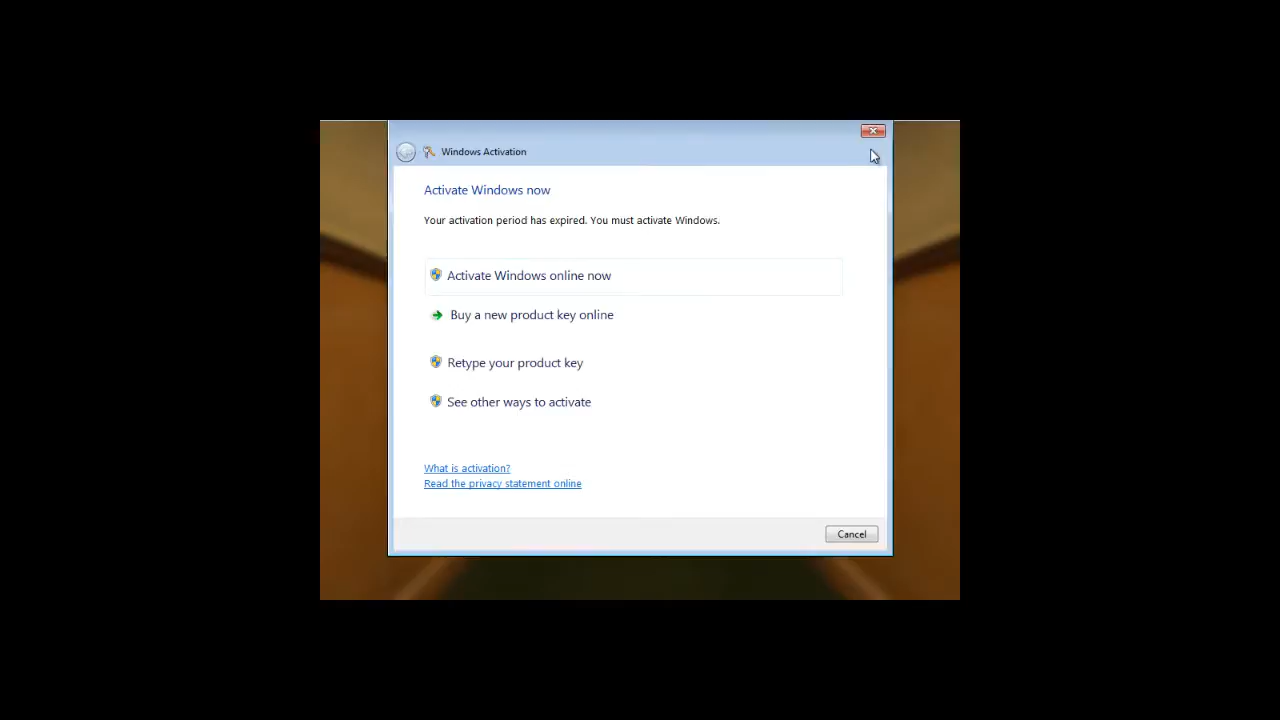 Windows Activation
Activate Windows now
Your activation period has expired. You must activate Windows.
Activate Windows online now
Buy a new product key online
Retype your product key
See other ways to activate
What is activation?
Read the privacy statement online
Cancel